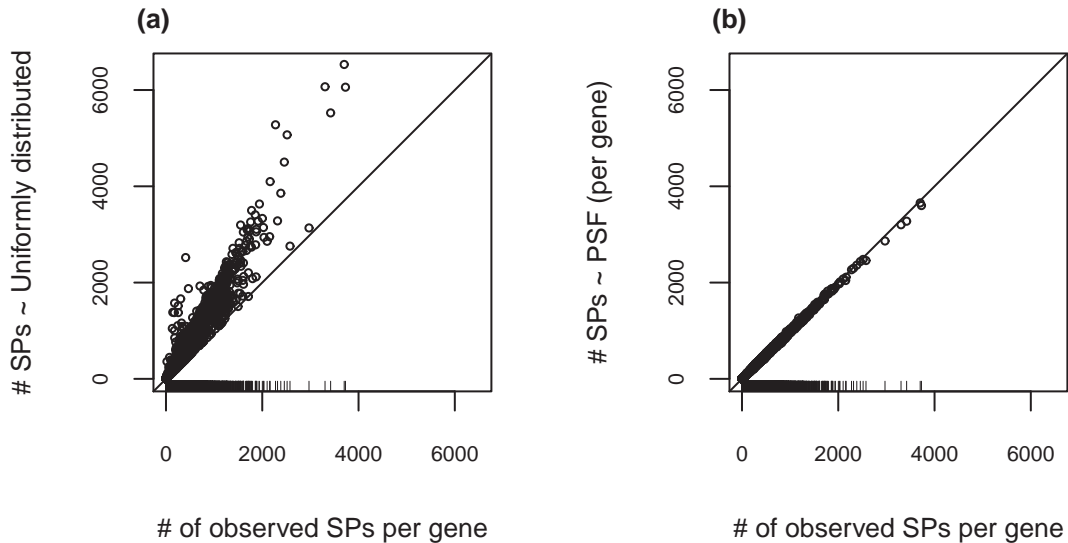 (a)
# SPs ~ Uniformly distributed
6000
4000
2000
0
0 2000 4000 6000
# of observed SPs per gene
(b)
# SPs ~ PSF (per gene)
6000
4000
2000
0
0 2000 4000 6000
# of observed SPs per gene